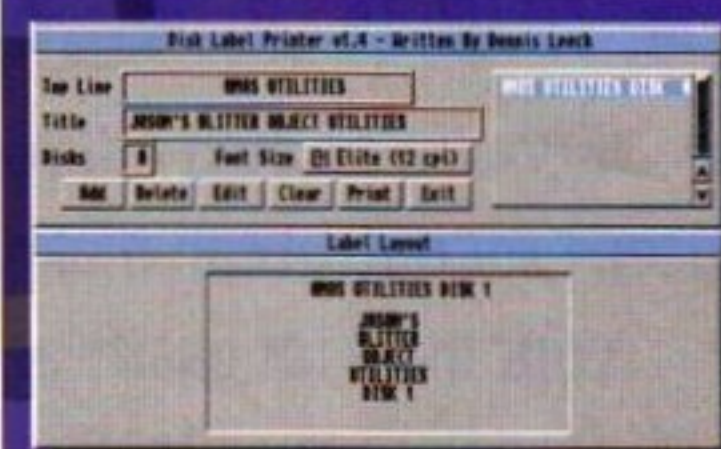 Disk Label Printer v1.4 - Written By Dennis Leech
Top Line AMOS UTILITIES
Title JASON'S BLITTER OBJECT UTILITIES
Disks Font Size Elite (12 cpi)
Add Delete Edit Clear Print Exit
AMOS UTILITIES DISK
Label Layout
AMOS UTILITIES DISK 1
JASON'S
BLITTER
OBJECT
UTILITIES
DISK 1